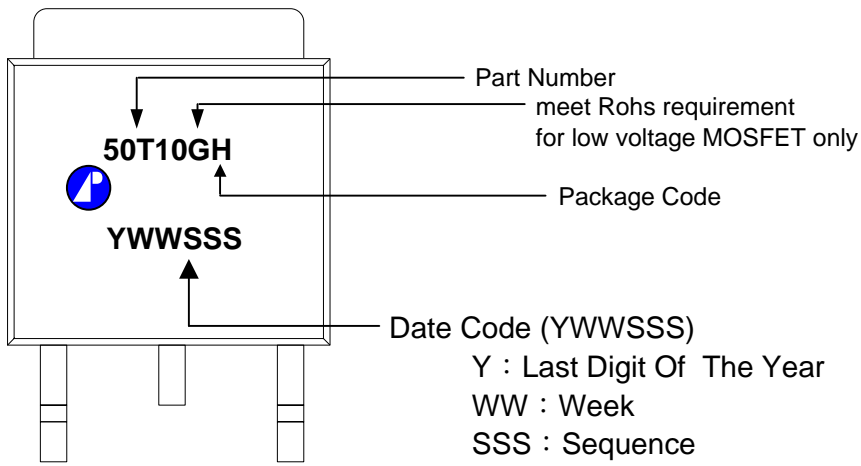 Part Number
meet Rohs requirement
for low voltage MOSFET only
50T10GH
Package Code
YWWSSS
Date Code (YWWSSS)
Y：Last Digit Of The Year
WW：Week
SSS：Sequence